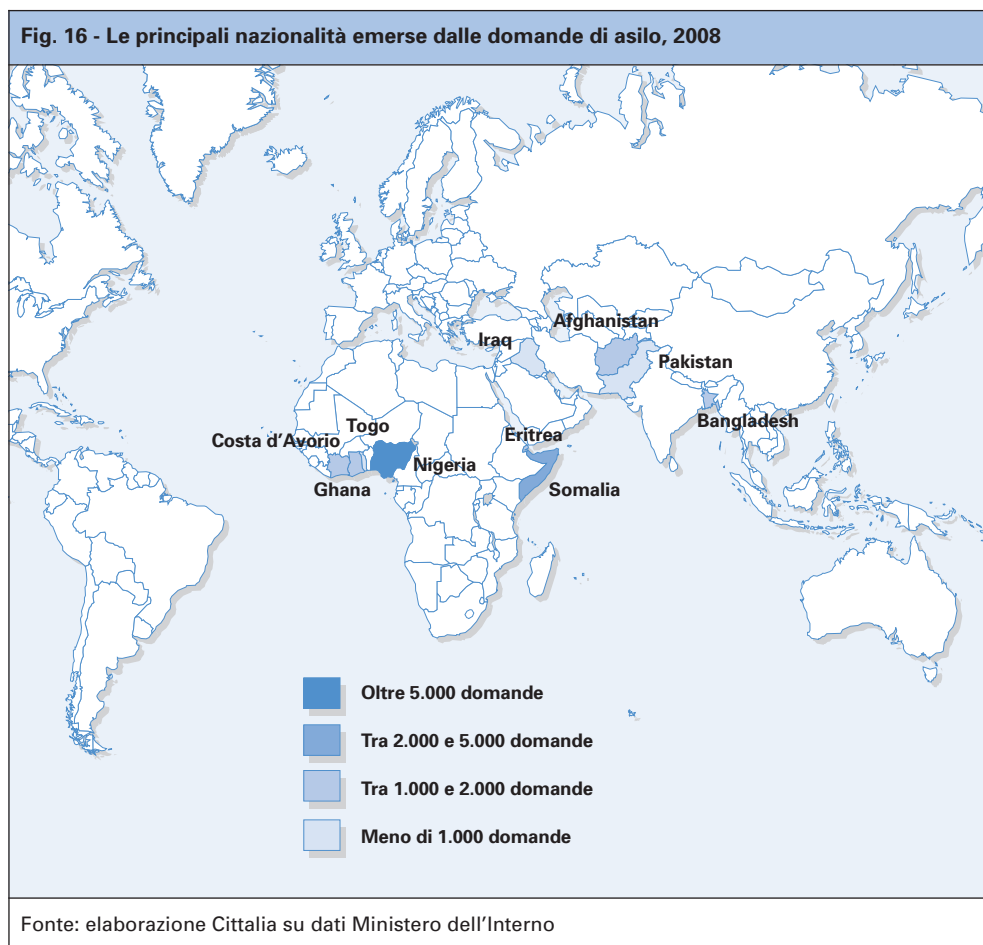 Fig. 16 - Le principali nazionalità emerse dalle domande di asilo, 2008
Afghanistan
Iraq
Pakistan
Togo
Bangladesh
Costa d'Avorio
Eritrea
Nigeria
Ghana
Somalia
Oltre 5.000 domande
Tra 2.000 e 5.000 domande
Tra 1.000 e 2.000 domande
Meno di 1.000 domande
Fonte: elaborazione Cittalia su dati Ministero dell'Interno